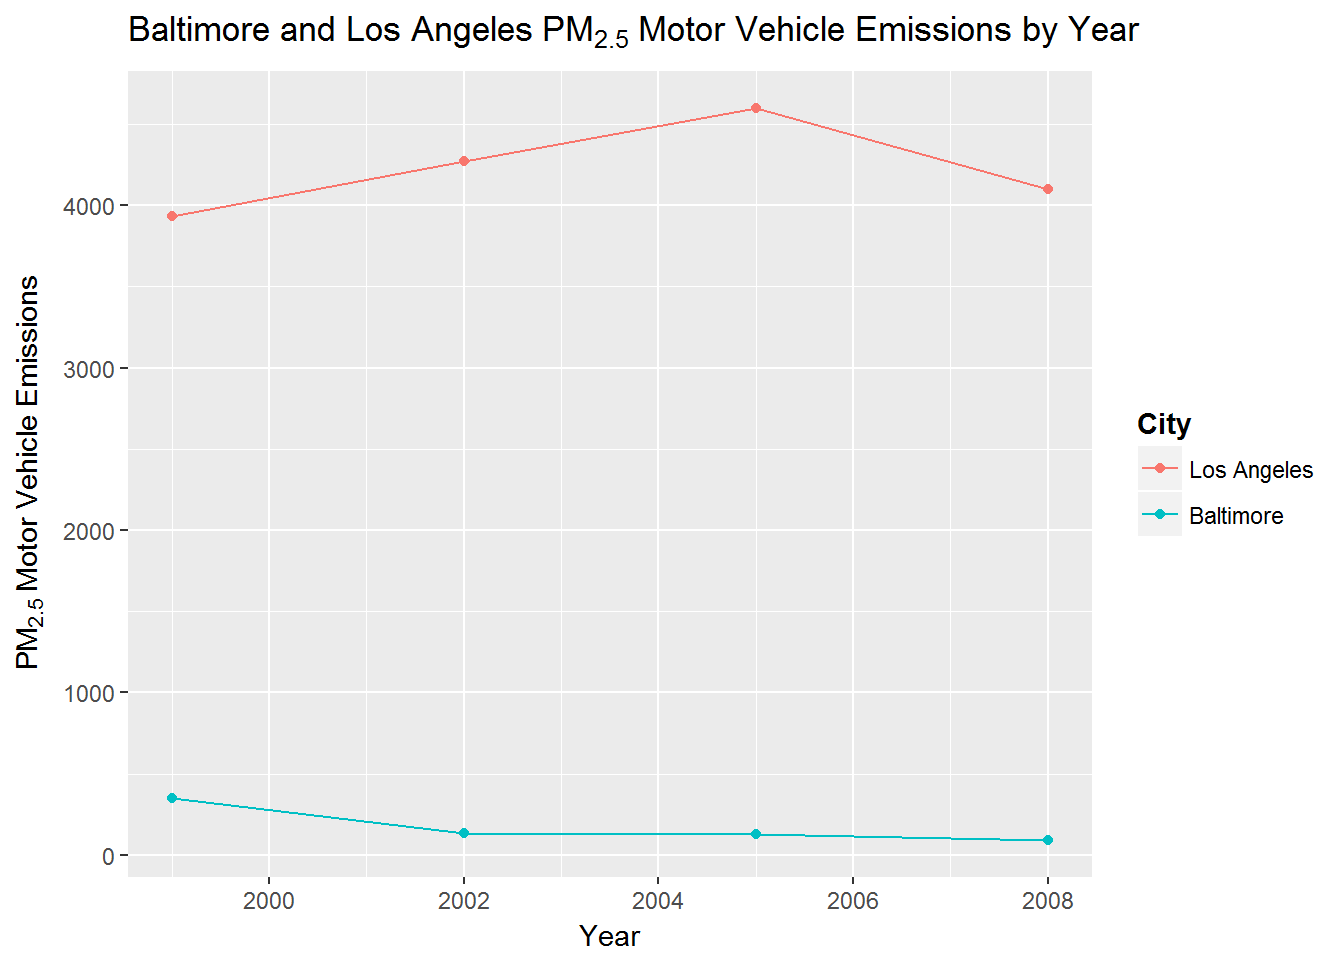 Baltimore and Los Angeles PM2.5 Motor Vehicle Emissions by Year
PM2.5 Motor Vehicle Emissions
4000
3000
2000
1000
0
2000 2002 2004 2006 2008
Year
City
Los Angeles
Baltimore